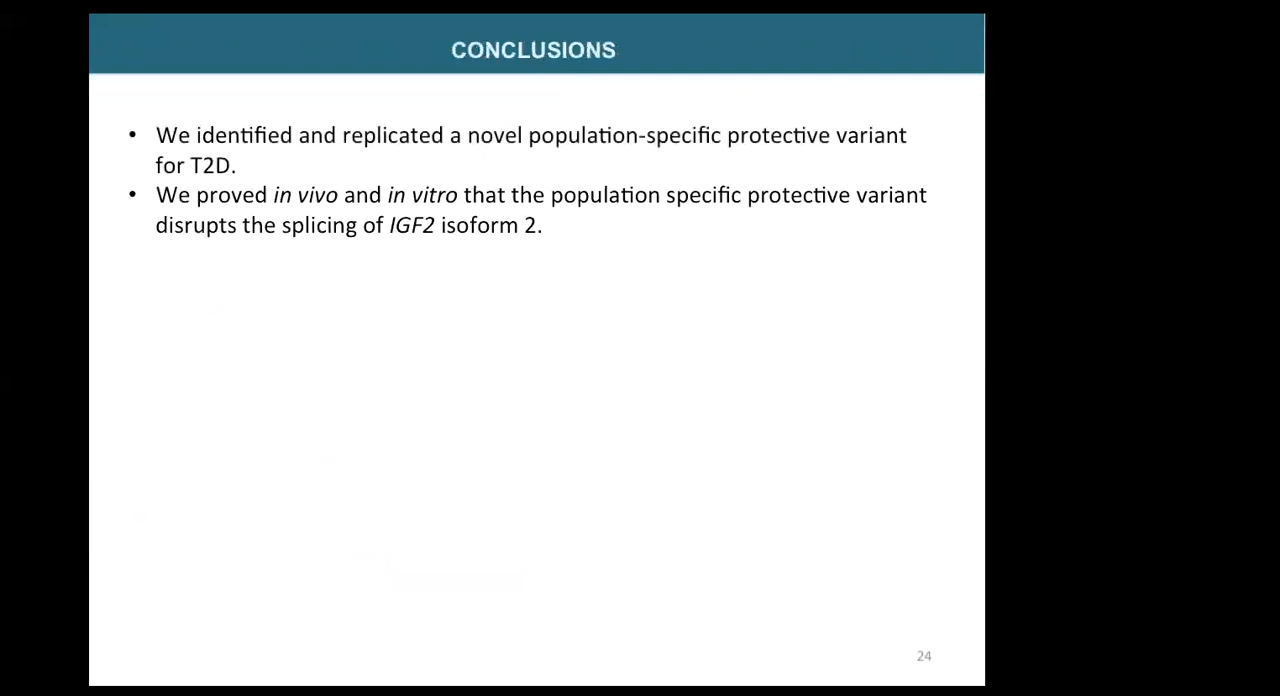 CONCLUSIONS
• We identified and replicated a novel population-specific protective variant
for T2D.
• We proved in vivo and in vitro that the population specific protective variant
disrupts the splicing of IGF2 isoform 2.
24